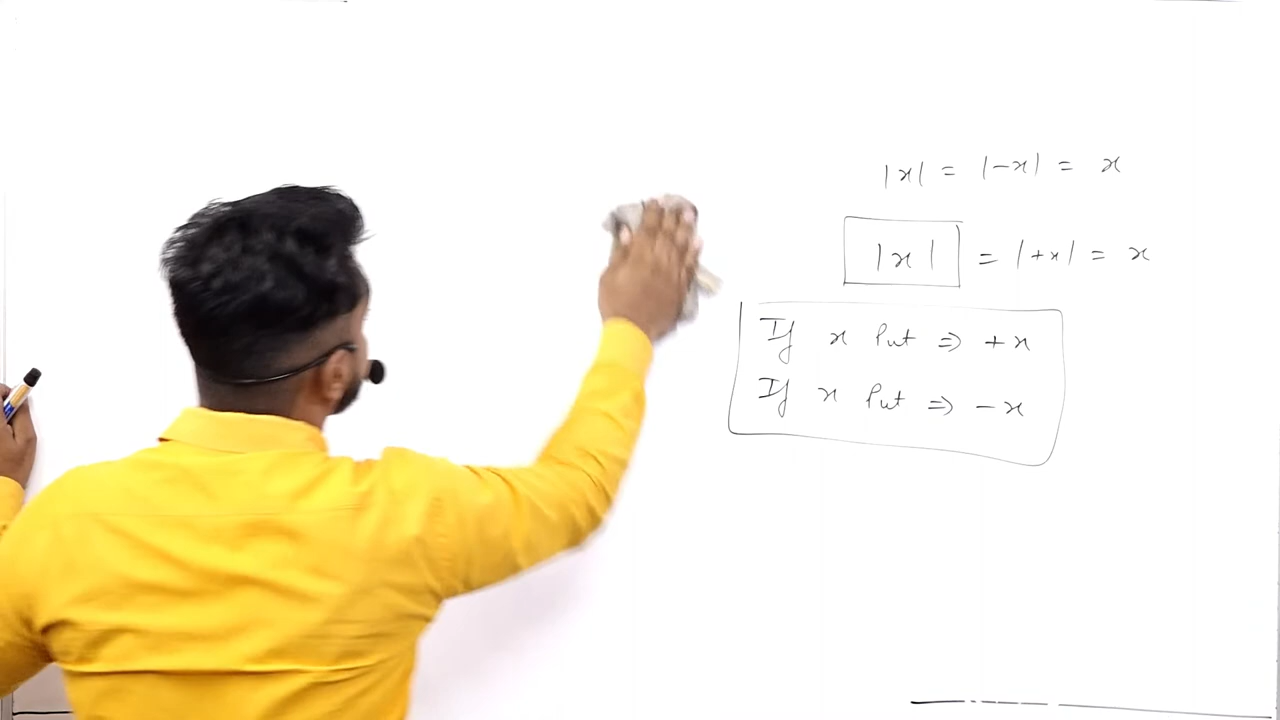 |x| = |-x| = x
|x| = |+x| = x
If x Put ⇒ +x
If x Put ⇒ -x